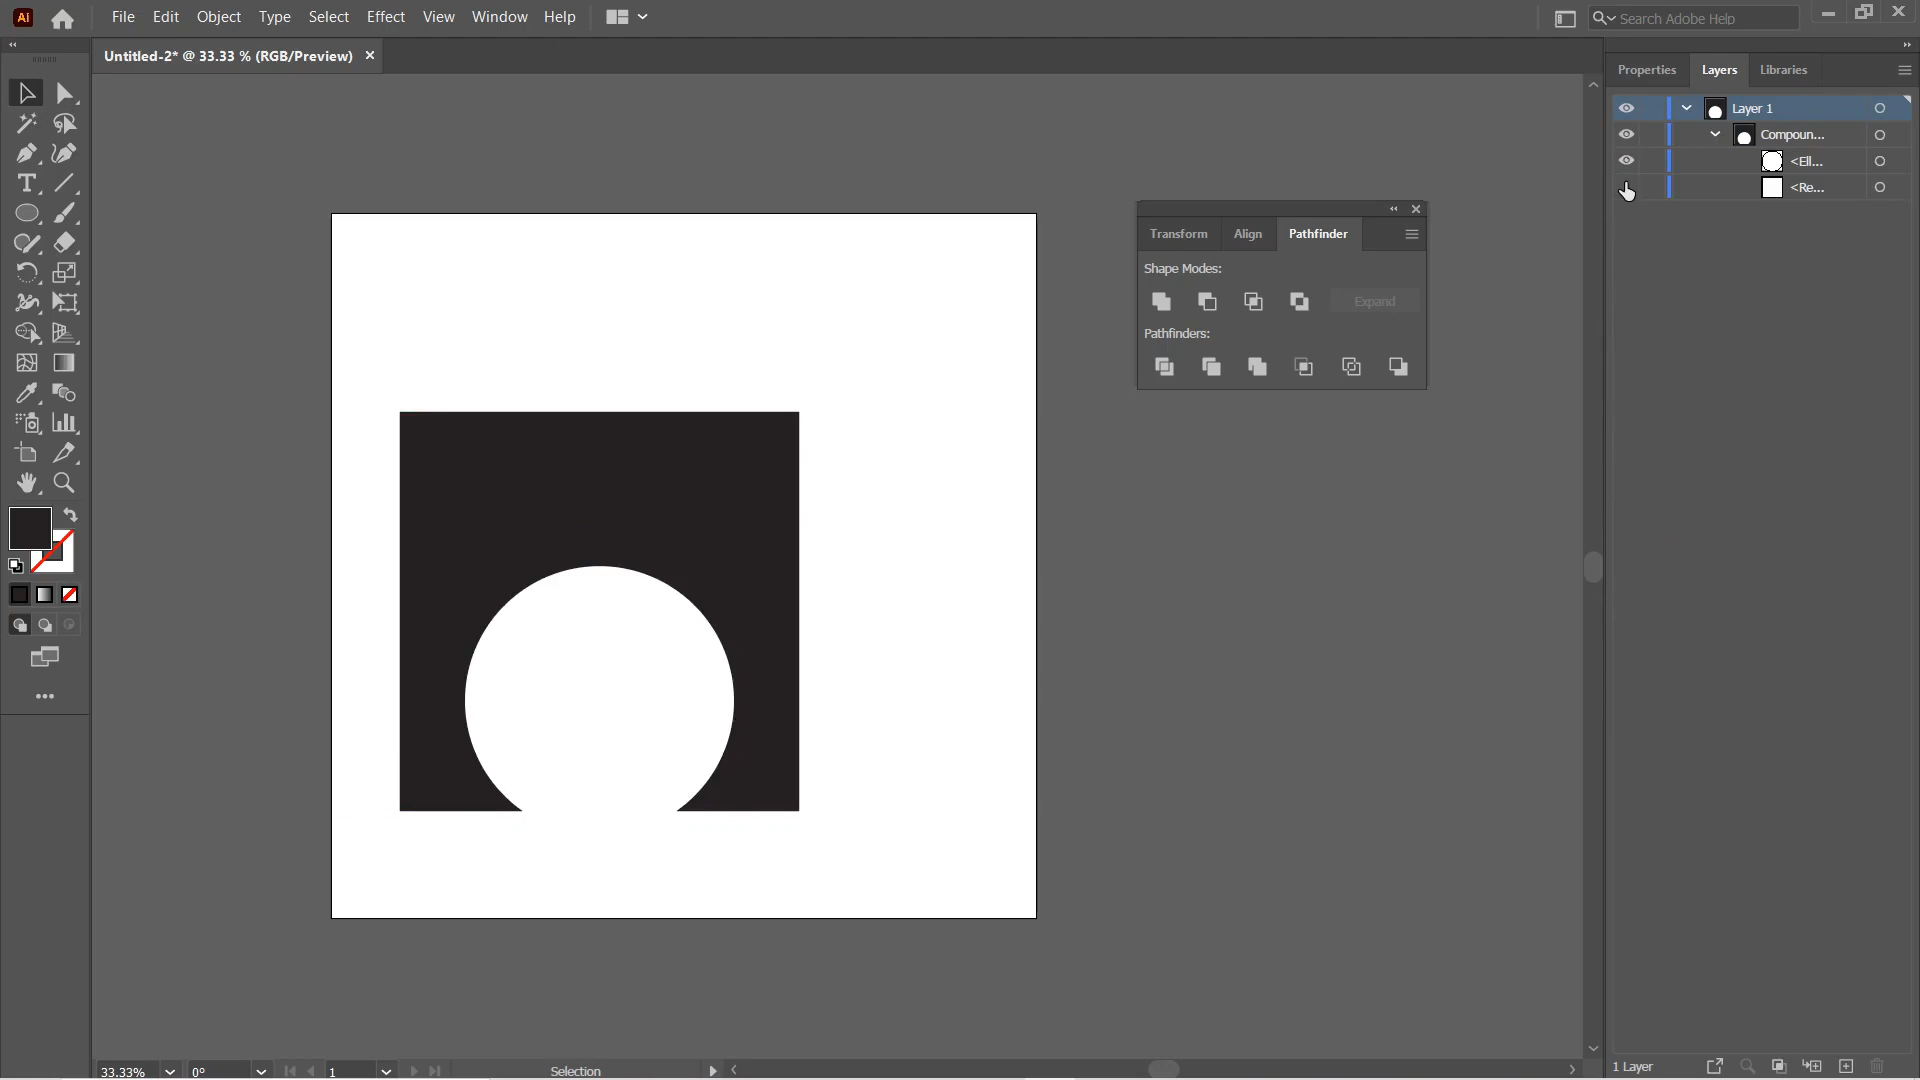 Ai File Edit Object Type Select Effect View Window Help Search Adobe Help
Untitled-2* @ 33.33 % (RGB/Preview)
Properties Layers Libraries
Layer 1
Compoun...
<Ell...
<Re...
Transform Align Pathfinder
Shape Modes:
Expand
Pathfinders:
33.33% 0° 1 Selection
1 Layer